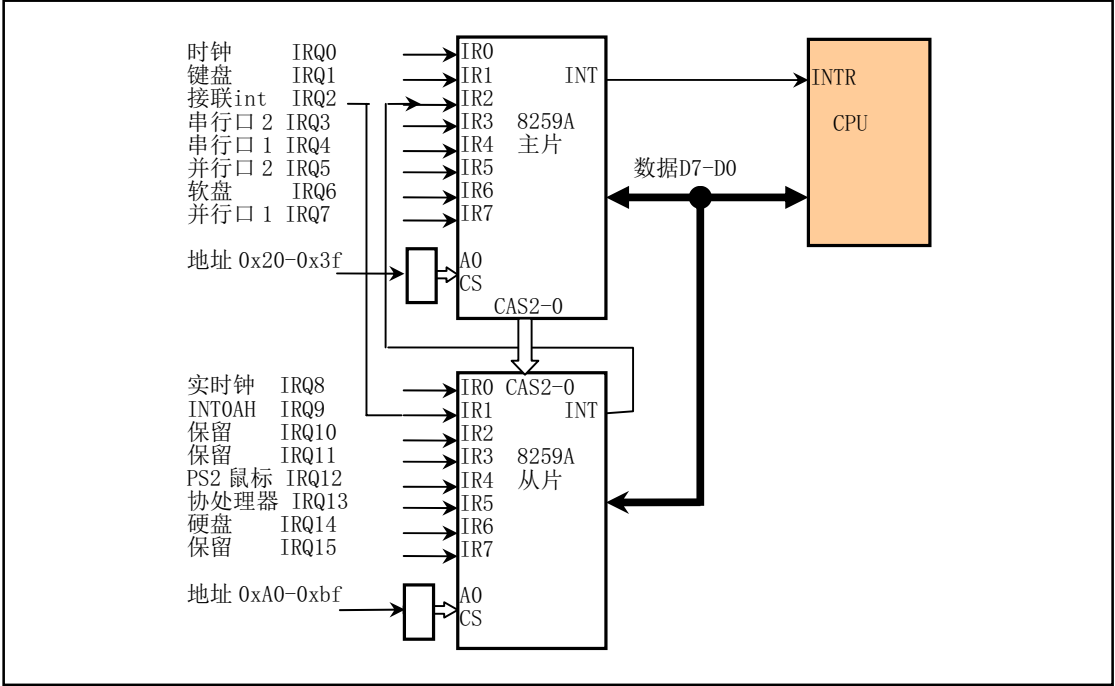 时钟 IRQ0
键盘 IRQ1
接联int IRQ2
串行口 2 IRQ3
串行口 1 IRQ4
并行口 2 IRQ5
软盘 IRQ6
并行口 1 IRQ7
地址 0x20-0x3f
IR0
IR1
IR2
IR3
IR4
IR5
IR6
IR7
A0
CS
INT
8259A
主片
CAS2-0
数据D7-D0
INTR
CPU
实时钟 IRQ8
INT0AH IRQ9
保留 IRQ10
保留 IRQ11
PS2 鼠标 IRQ12
协处理器 IRQ13
硬盘 IRQ14
保留 IRQ15
地址 0xA0-0xbf
IR0 CAS2-0
IR1
IR2
IR3
IR4
IR5
IR6
IR7
A0
CS
INT
8259A
从片